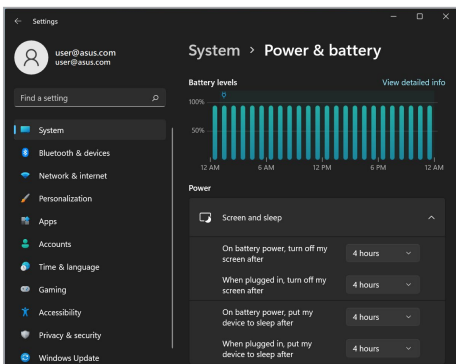 Settings
user@asus.com
user@asus.com
Find a setting
System
Bluetooth & devices
Network & internet
Personalization
Apps
Accounts
Time & language
Gaming
Accessibility
Privacy & security
Windows Update
System > Power & battery
Battery levels
View detailed info
100%
50%
12 AM 6 AM 12 PM 6 PM 12 AM
Power
Screen and sleep
On battery power, turn off my
screen after
4 hours
When plugged in, turn off my
screen after
4 hours
On battery power, put my
device to sleep after
4 hours
When plugged in, put my
device to sleep after
4 hours